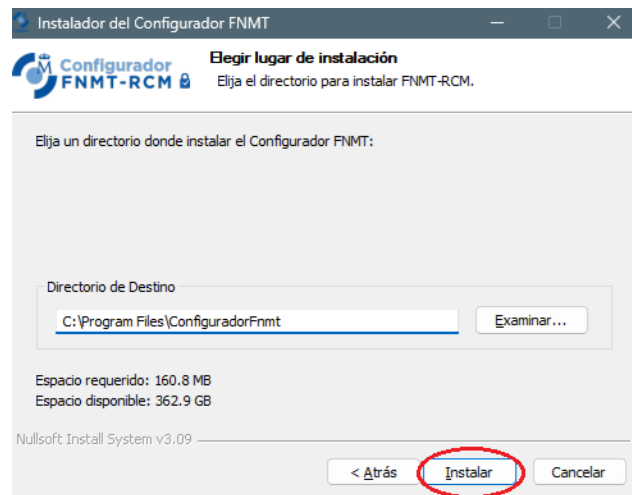 Instalador del Configurador FNMT
Configurador
FNMT-RCM
Elegir lugar de instalación
Elija el directorio para instalar FNMT-RCM.
Elija un directorio donde instalar el Configurador FNMT:
Directorio de Destino
C:\Program Files\ConfiguradorFnmt
Examinar...
Espacio requerido: 160.8 MB
Espacio disponible: 362.9 GB
Nullsoft Install System v3.09
< Atrás Instalar Cancelar